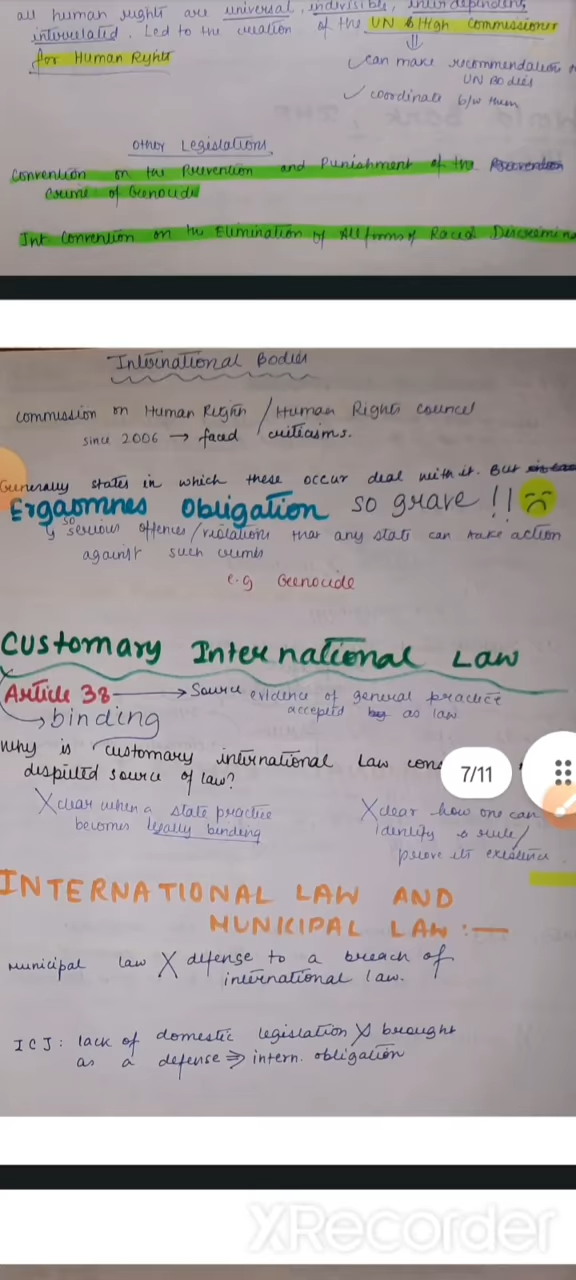 all human rights are universal, indivisible, interdependent,
interrelated. Led to the creation of the UN High Commissioner
for Human Rights
✓ can make recommendation
UN Bodies
✓ coordinate b/w them
Other Legislations
Convention on the Prevention and Punishment of the
Crime of Genocide
Int Convention on the Elimination of All forms of Racial Discrimina
International Bodies
Commission on Human Rights / Human Rights Council
since 2006 → faced criticisms.
Generally states in which these occur deal with it. But
Ergaomnes Obligation so grave !!
↳ so serious offences/violations that any state can take action
against such crimes
e.g Genocide
Customary International Law
Article 38 → Source evidence of general practice
accepted as law
→ binding
Why is customary international law con
disputed source of law?
7/11
X clear when a state practice
becomes legally binding
X clear how one can
identify a rule/
prove its existence
INTERNATIONAL LAW AND
MUNICIPAL LAW :—
Municipal law X defense to a breach of
international law.
ICJ : lack of domestic legislation X brought
as a defense ⇒ intern. obligation
XRecorder